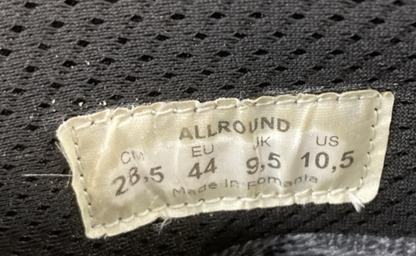 ALLROUND
CM EU UK US
28,5 44 9,5 10,5
Made in Romania